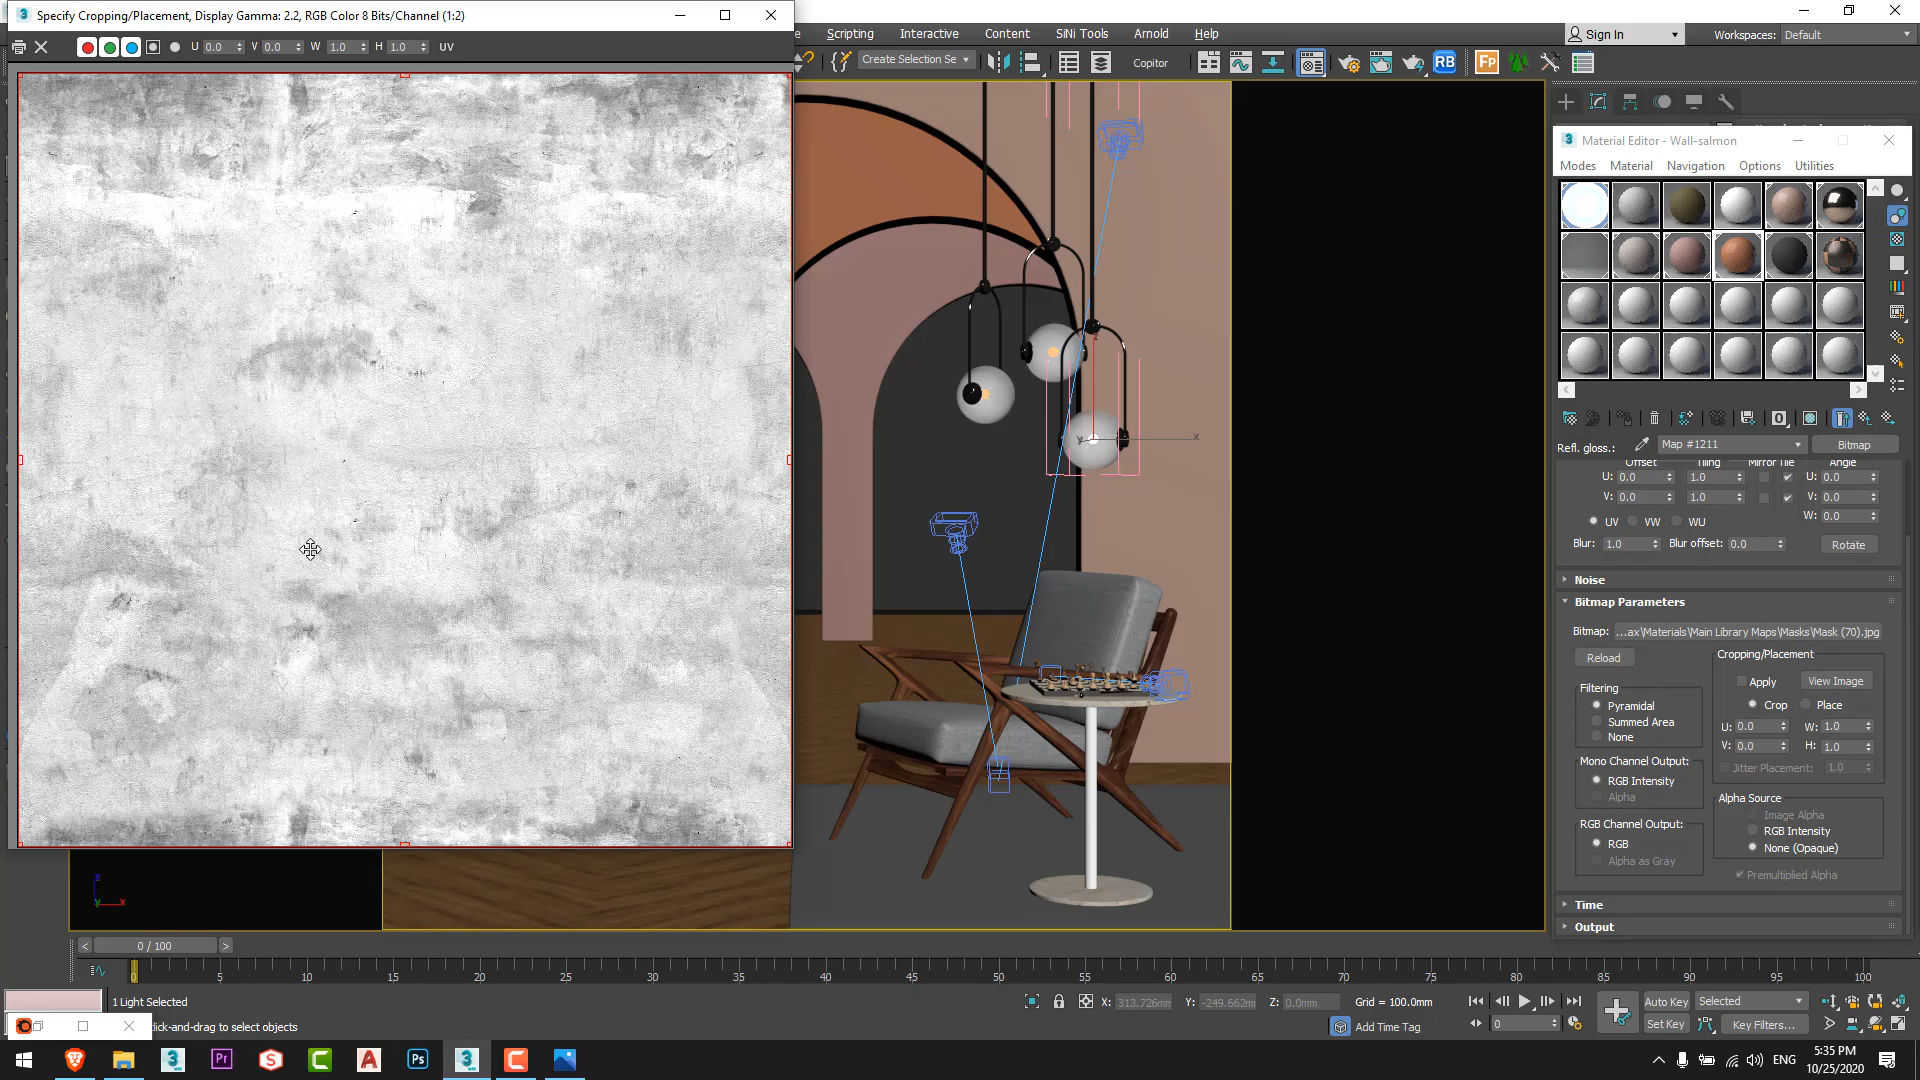 Specify Cropping/Placement, Display Gamma: 2.2, RGB Color 8 Bits/Channel (1:2)
U 0.0 V 0.0 W 1.0 H 1.0 UV
e Scripting Interactive Content SiNi Tools Arnold Help
Sign In Workspaces: Default
Create Selection Se Copitor RB Fp
Material Editor - Wall-salmon
Modes Material Navigation Options Utilities
Refl. gloss.: Map #1211 Bitmap
Offset Tiling Mirror Tile Angle
U: 0.0 1.0 U: 0.0
V: 0.0 1.0 V: 0.0
W: 0.0
UV VW WU
Blur: 1.0 Blur offset: 0.0 Rotate
Noise
Bitmap Parameters
Bitmap: ...ax\Materials\Main Library Maps\Masks\Mask (70).jpg
Reload
Cropping/Placement
Apply View Image
Crop Place
U: 0.0 W: 1.0
V: 0.0 H: 1.0
Jitter Placement: 1.0
Filtering
Pyramidal
Summed Area
None
Mono Channel Output:
RGB Intensity
Alpha
RGB Channel Output:
RGB
Alpha as Gray
Alpha Source
Image Alpha
RGB Intensity
None (Opaque)
Premultiplied Alpha
Time
Output
z
x
y
z
x
y
< 0 / 100 >
0 5 10 15 20 25 30 35 40 45 50 55 60 65 70 75 80 85 90 95 100
1 Light Selected
X: 313.726mm Y: -249.662mm Z: 0.0mm Grid = 100.0mm
Auto Key Selected
click-and-drag to select objects
Add Time Tag
0
Set Key Key Filters...
3 MAX Pr S C A Ps 3 MAX C
ENG
5:35 PM
10/25/2020